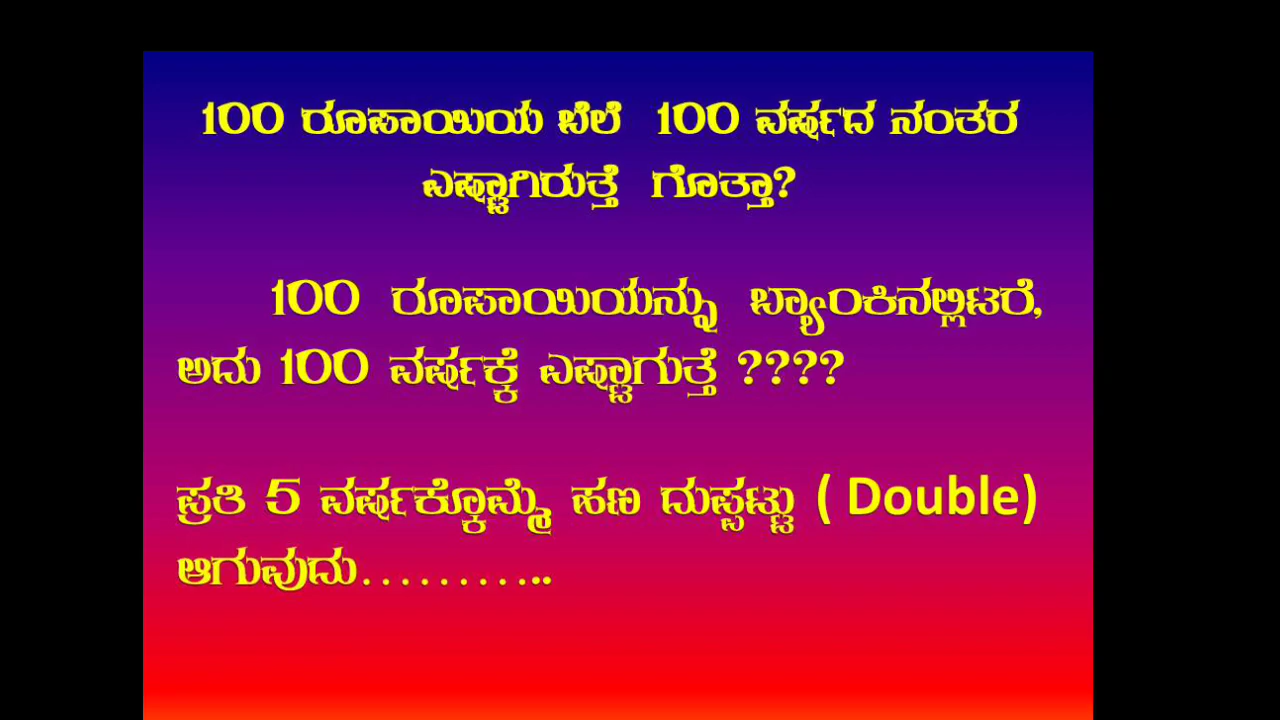 100 ರೂಪಾಯಿಯ ಬೆಲೆ 100 ವರ್ಷದ ನಂತರ
ಎಷ್ಟಾಗಿರುತ್ತೆ ಗೊತ್ತಾ?
100 ರೂಪಾಯಿಯನ್ನು ಬ್ಯಾಂಕಿನಲ್ಲಿಟರೆ,
ಅದು 100 ವರ್ಷಕ್ಕೆ ಎಷ್ಟಾಗುತ್ತೆ ????
ಪ್ರತಿ 5 ವರ್ಷಕ್ಕೊಮ್ಮೆ ಹಣ ದುಪ್ಪಟ್ಟು ( Double)
ಆಗುವುದು………..